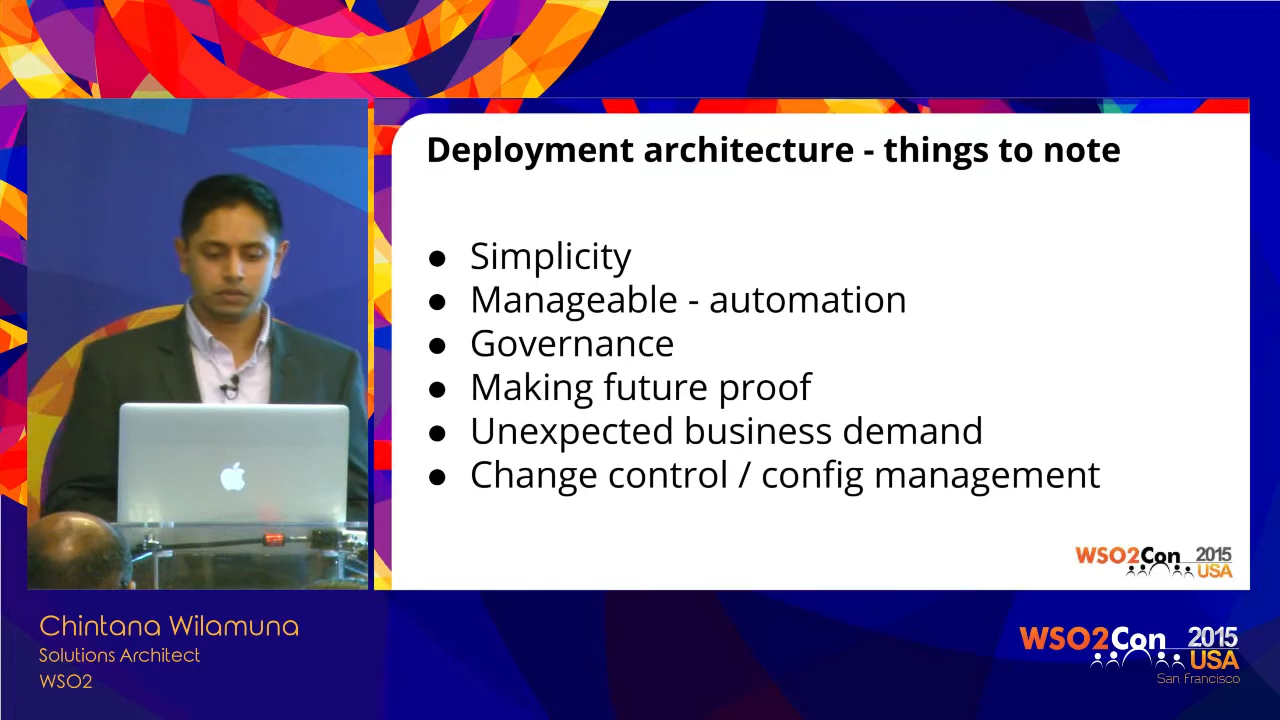 Deployment architecture - things to note
● Simplicity
● Manageable - automation
● Governance
● Making future proof
● Unexpected business demand
● Change control / config management
WSO2Con 2015
USA
Chintana Wilamuna
Solutions Architect
WSO2
WSO2Con 2015
USA
San Francisco